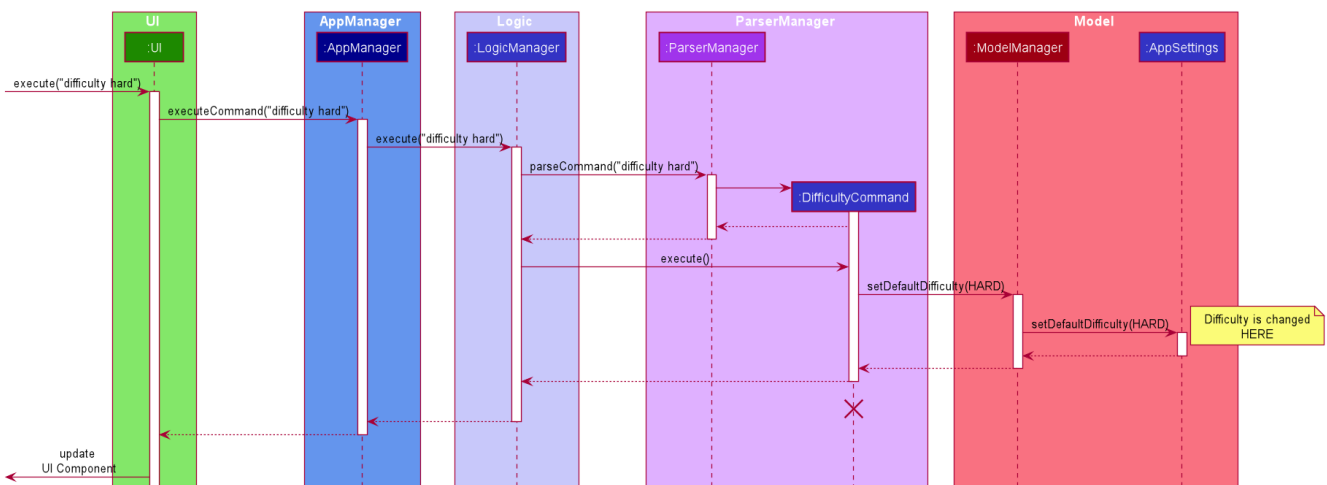 UI
AppManager
Logic
ParserManager
Model
:UI
:AppManager
:LogicManager
:ParserManager
:ModelManager
:AppSettings
execute("difficulty hard")
executeCommand("difficulty hard")
execute("difficulty hard")
parseCommand("difficulty hard")
:DifficultyCommand
execute()
setDefaultDifficulty(HARD)
setDefaultDifficulty(HARD)
Difficulty is changed
HERE
update
UI Component